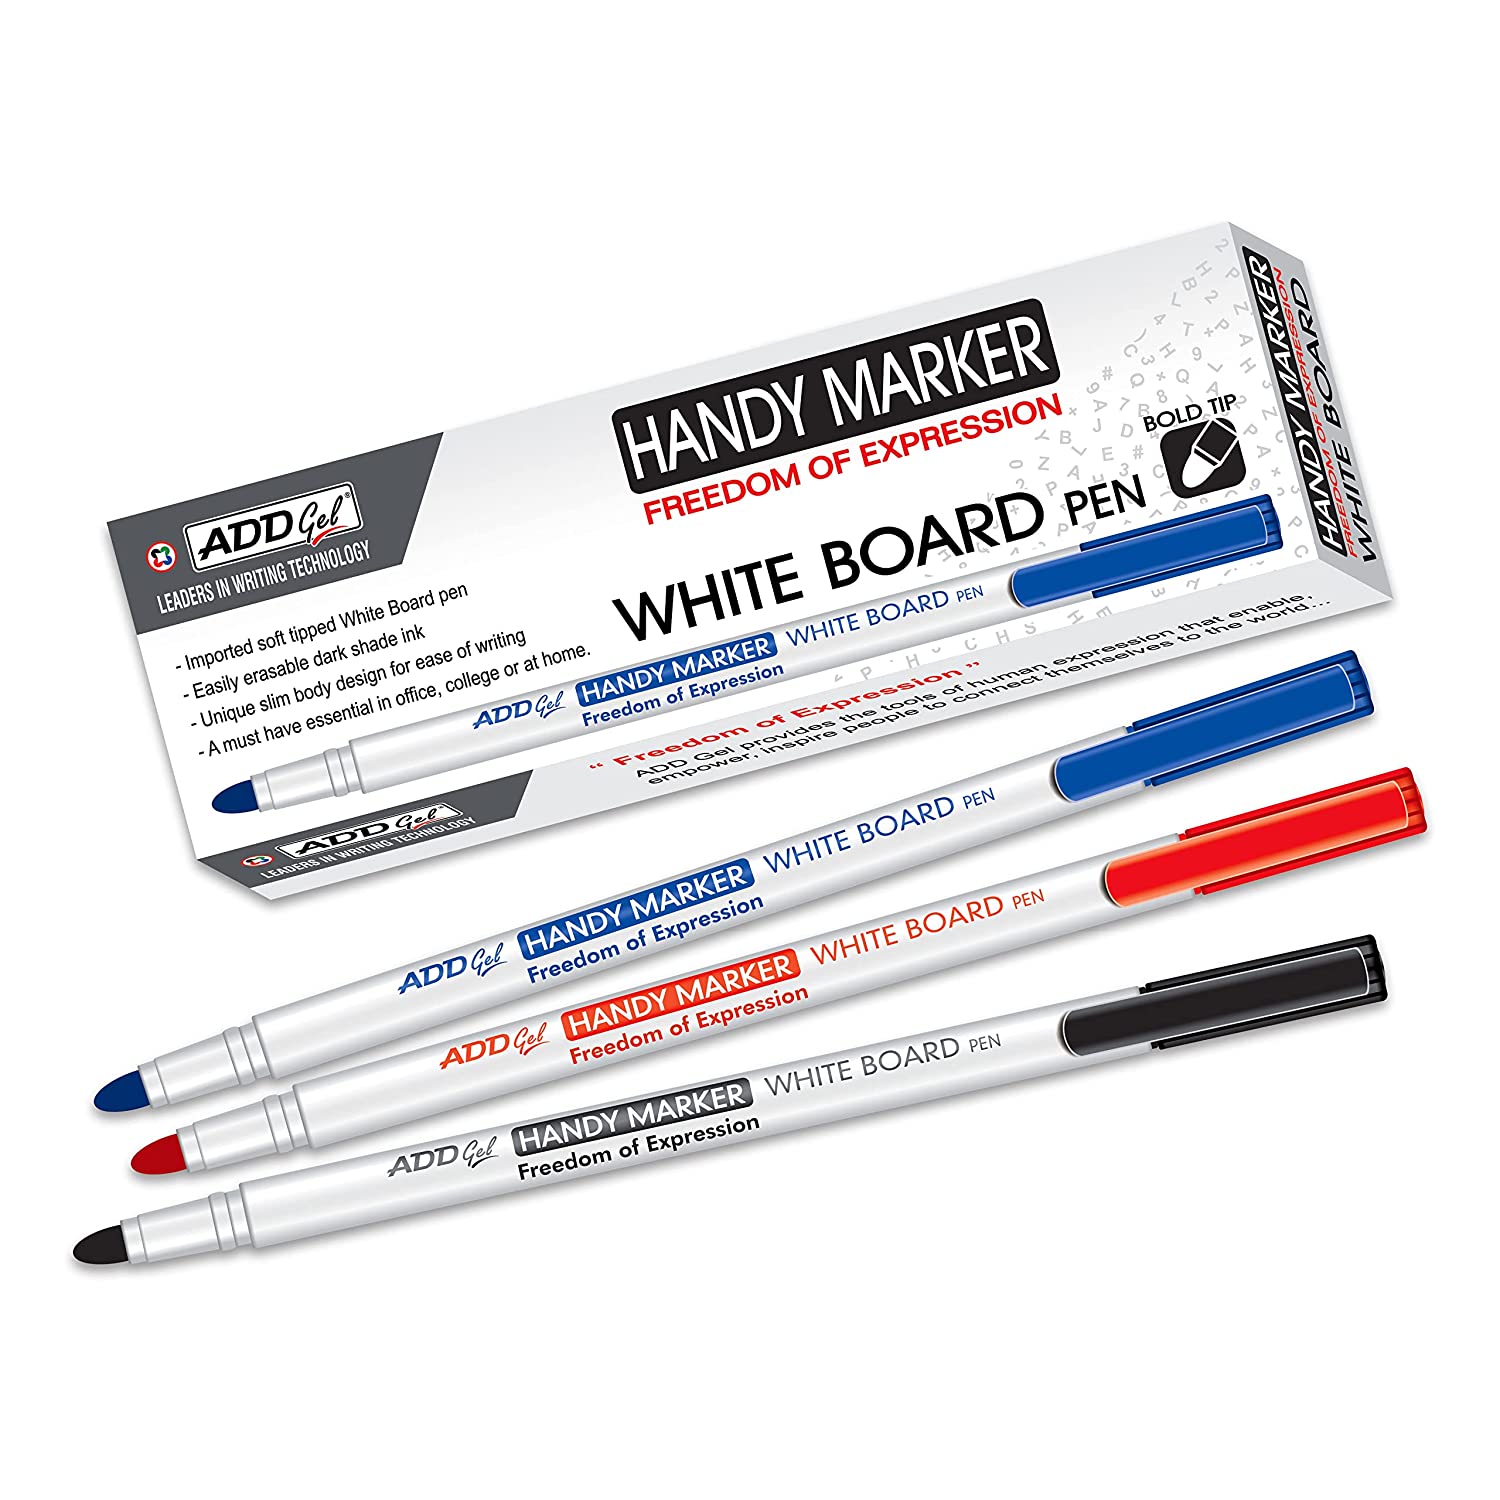 HANDY MARKER
FREEDOM OF EXPRESSION
BOLD TIP
WHITE BOARD PEN
ADD Gel®
LEADERS IN WRITING TECHNOLOGY
- Imported soft tipped White Board pen
- Easily erasable dark shade ink
- Unique slim body design for ease of writing
- A must have essential in office, college or at home.
ADD Gel HANDY MARKER WHITE BOARD PEN
Freedom of Expression
HANDY MARKER
FREEDOM OF EXPRESSION
WHITE BOARD
" Freedom of Expression "
ADD Gel provides the tools of human expression that enable,
empower, inspire people to connect themselves to the world...
ADD Gel®
LEADERS IN WRITING TECHNOLOGY
ADD Gel HANDY MARKER WHITE BOARD PEN
Freedom of Expression
ADD Gel HANDY MARKER WHITE BOARD PEN
Freedom of Expression
ADD Gel HANDY MARKER WHITE BOARD PEN
Freedom of Expression